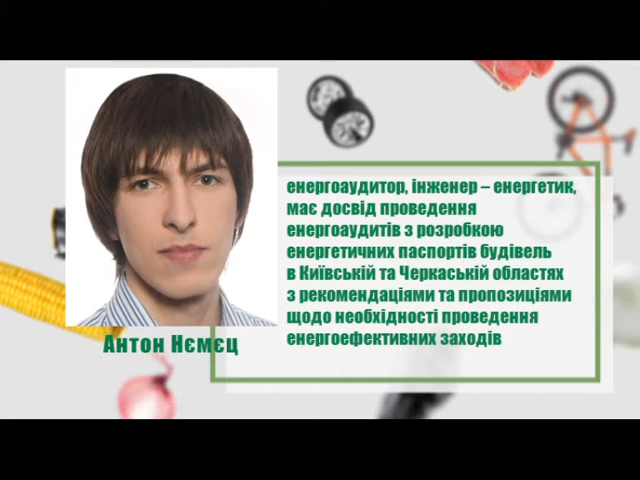 енергоаудитор, інженер – енергетик,
має досвід проведення
енергоаудитів з розробкою
енергетичних паспортів будівель
в Київській та Черкаській областях
з рекомендаціями та пропозиціями
щодо необхідності проведення
енергоефективних заходів
Антон Нємєц